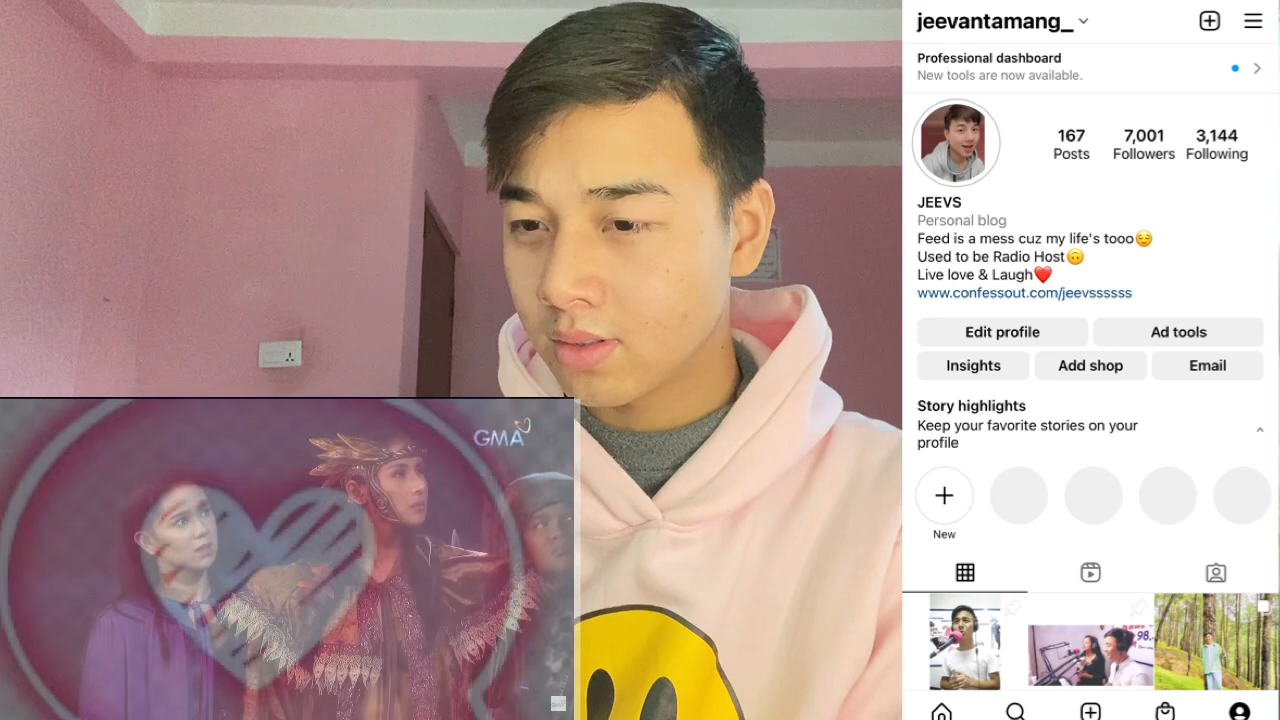 jeevantamang_
Professional dashboard
New tools are now available.
167
Posts
7,001
Followers
3,144
Following
JEEVS
Personal blog
Feed is a mess cuz my life's tooo😌
Used to be Radio Host🙃
Live love & Laugh❤️
www.confessout.com/jeevssssss
Edit profile
Ad tools
Insights
Add shop
Email
Story highlights
Keep your favorite stories on your
profile
New
98.
GMA